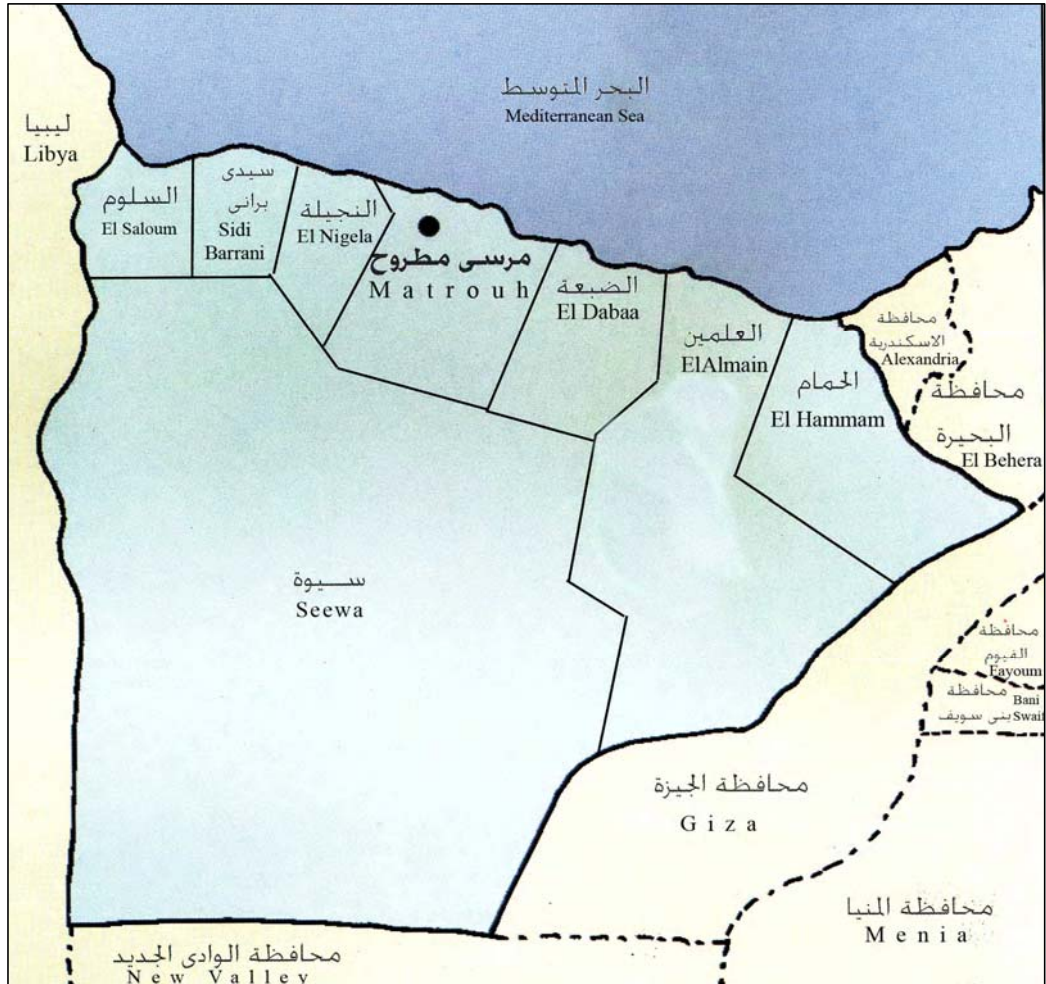 البحر المتوسط
Mediterranean Sea
ليبيا
Libya
السلوم
El Saloum
سيدى
برانى
Sidi
Barrani
النجيلة
El Nigela
مرسى مطروح
Matrouh
الضبعة
El Dabaa
العلمين
ElAlmain
الحمام
El Hammam
محافظة
الاسكندرية
Alexandria
محافظة
البحيرة
El Behera
سيوة
Seewa
محافظة
الفيوم
Fayoum
محافظة Bani
بنى سويف Swaif
محافظة الجيزة
Giza
محافظة المنيا
Menia
محافظة الوادى الجديد
New Valley